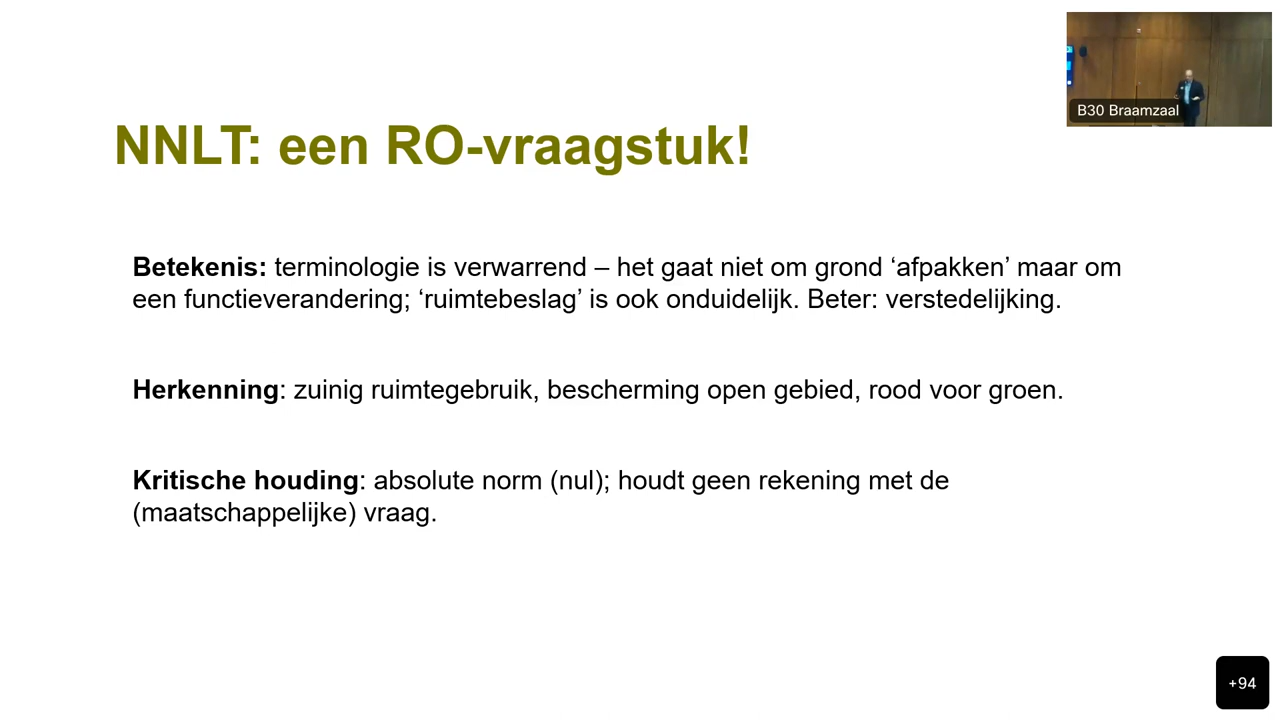 B30 Braamzaal
NNLT: een RO-vraagstuk!
Betekenis: terminologie is verwarrend – het gaat niet om grond ‘afpakken’ maar om
een functieverandering; ‘ruimtebeslag’ is ook onduidelijk. Beter: verstedelijking.
Herkenning: zuinig ruimtegebruik, bescherming open gebied, rood voor groen.
Kritische houding: absolute norm (nul); houdt geen rekening met de
(maatschappelijke) vraag.
+94